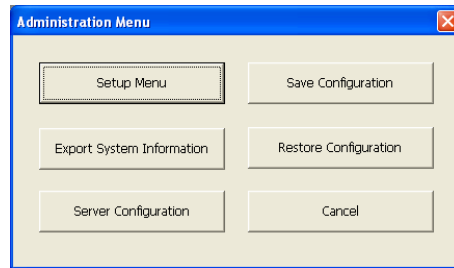 Administration Menu
Setup Menu
Save Configuration
Export System Information
Restore Configuration
Server Configuration
Cancel